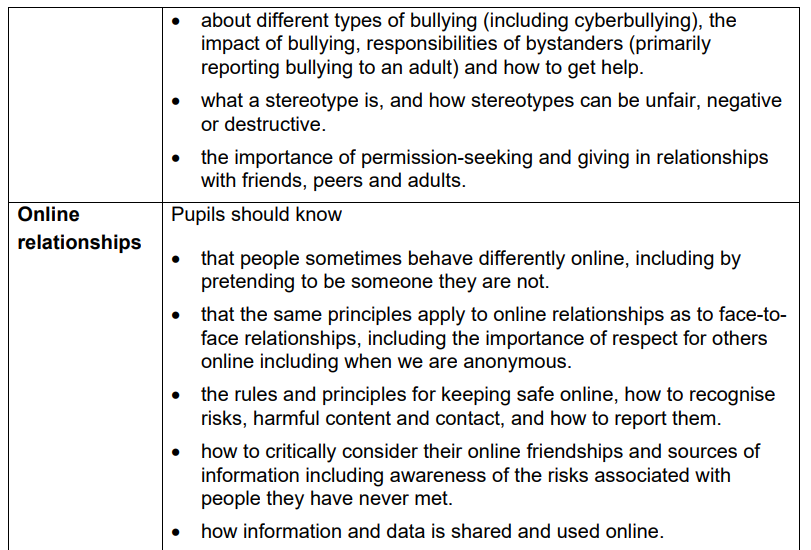 • about different types of bullying (including cyberbullying), the
impact of bullying, responsibilities of bystanders (primarily
reporting bullying to an adult) and how to get help.
• what a stereotype is, and how stereotypes can be unfair, negative
or destructive.
• the importance of permission-seeking and giving in relationships
with friends, peers and adults.
Online
relationships
Pupils should know
• that people sometimes behave differently online, including by
pretending to be someone they are not.
• that the same principles apply to online relationships as to face-to-
face relationships, including the importance of respect for others
online including when we are anonymous.
• the rules and principles for keeping safe online, how to recognise
risks, harmful content and contact, and how to report them.
• how to critically consider their online friendships and sources of
information including awareness of the risks associated with
people they have never met.
• how information and data is shared and used online.